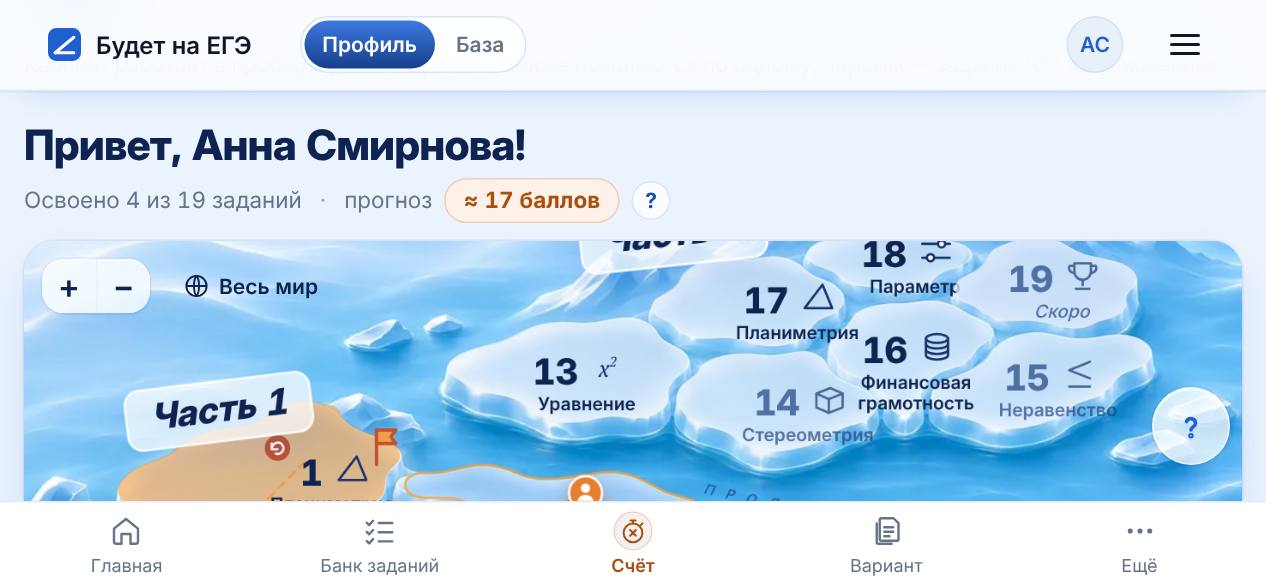 Будет на ЕГЭ
Профиль
База
АС
Привет, Анна Смирнова!
Освоено 4 из 19 заданий · прогноз ≈ 17 баллов ?
+ −
Весь мир
18
19
Скоро
17
Планиметрия
16
Финансовая
грамотность
13 x²
Уравнение
14
Стереометрия
15 ≤
Неравенство
Часть 1
1
?
Главная
Банк заданий
Счёт
Вариант
Ещё